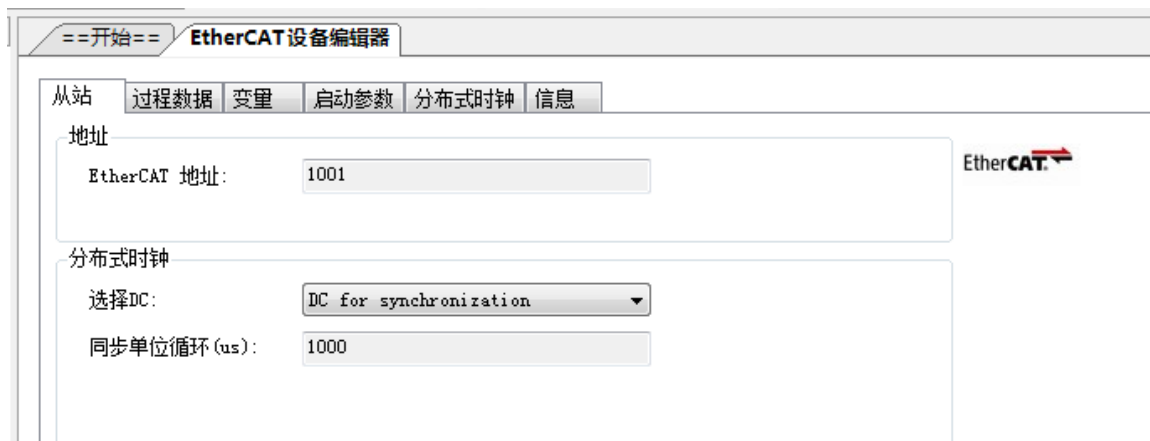 ==开始== EtherCAT设备编辑器
从站 过程数据 变量 启动参数 分布式时钟 信息
地址
EtherCAT 地址: 1001
EtherCAT
分布式时钟
选择DC: DC for synchronization
同步单位循环(us): 1000